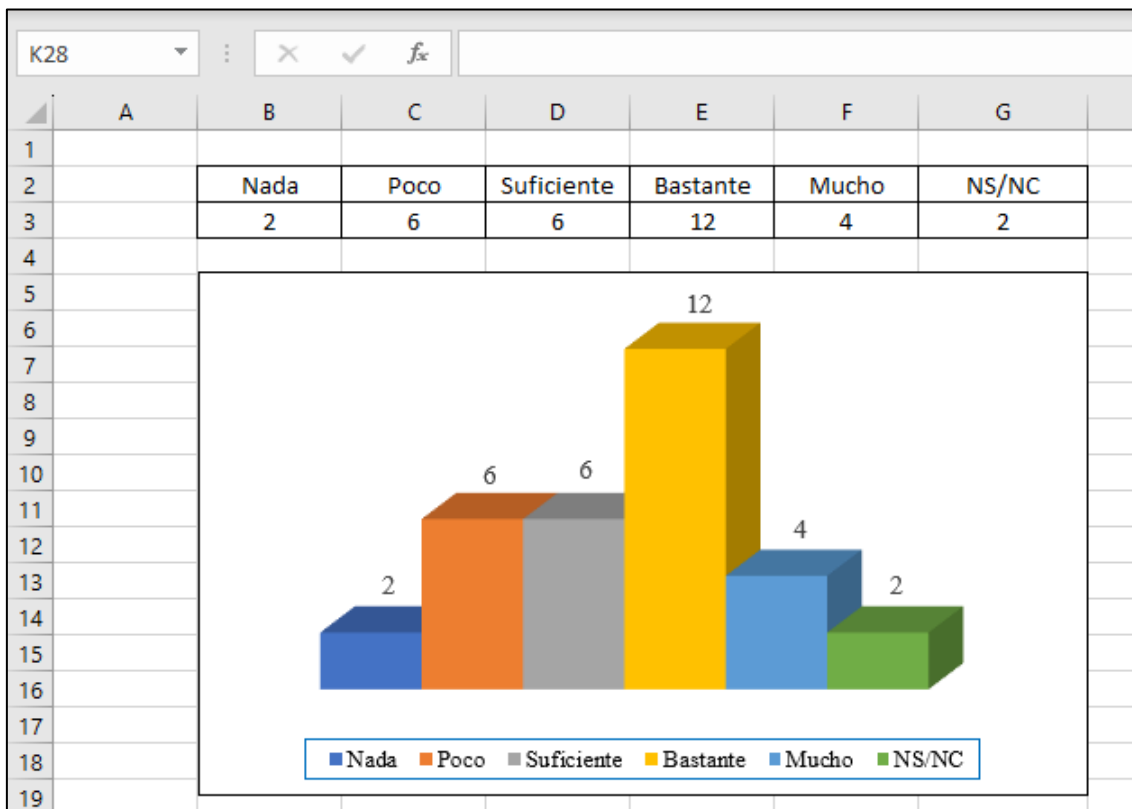 K28 fx
A B C D E F G
1
2 Nada Poco Suficiente Bastante Mucho NS/NC
3 2 6 6 12 4 2
4
5
6 12
7
8
9
10 6 6
11
12 4
13 2 2
14
15
16
17
18 Nada Poco Suficiente Bastante Mucho NS/NC
19